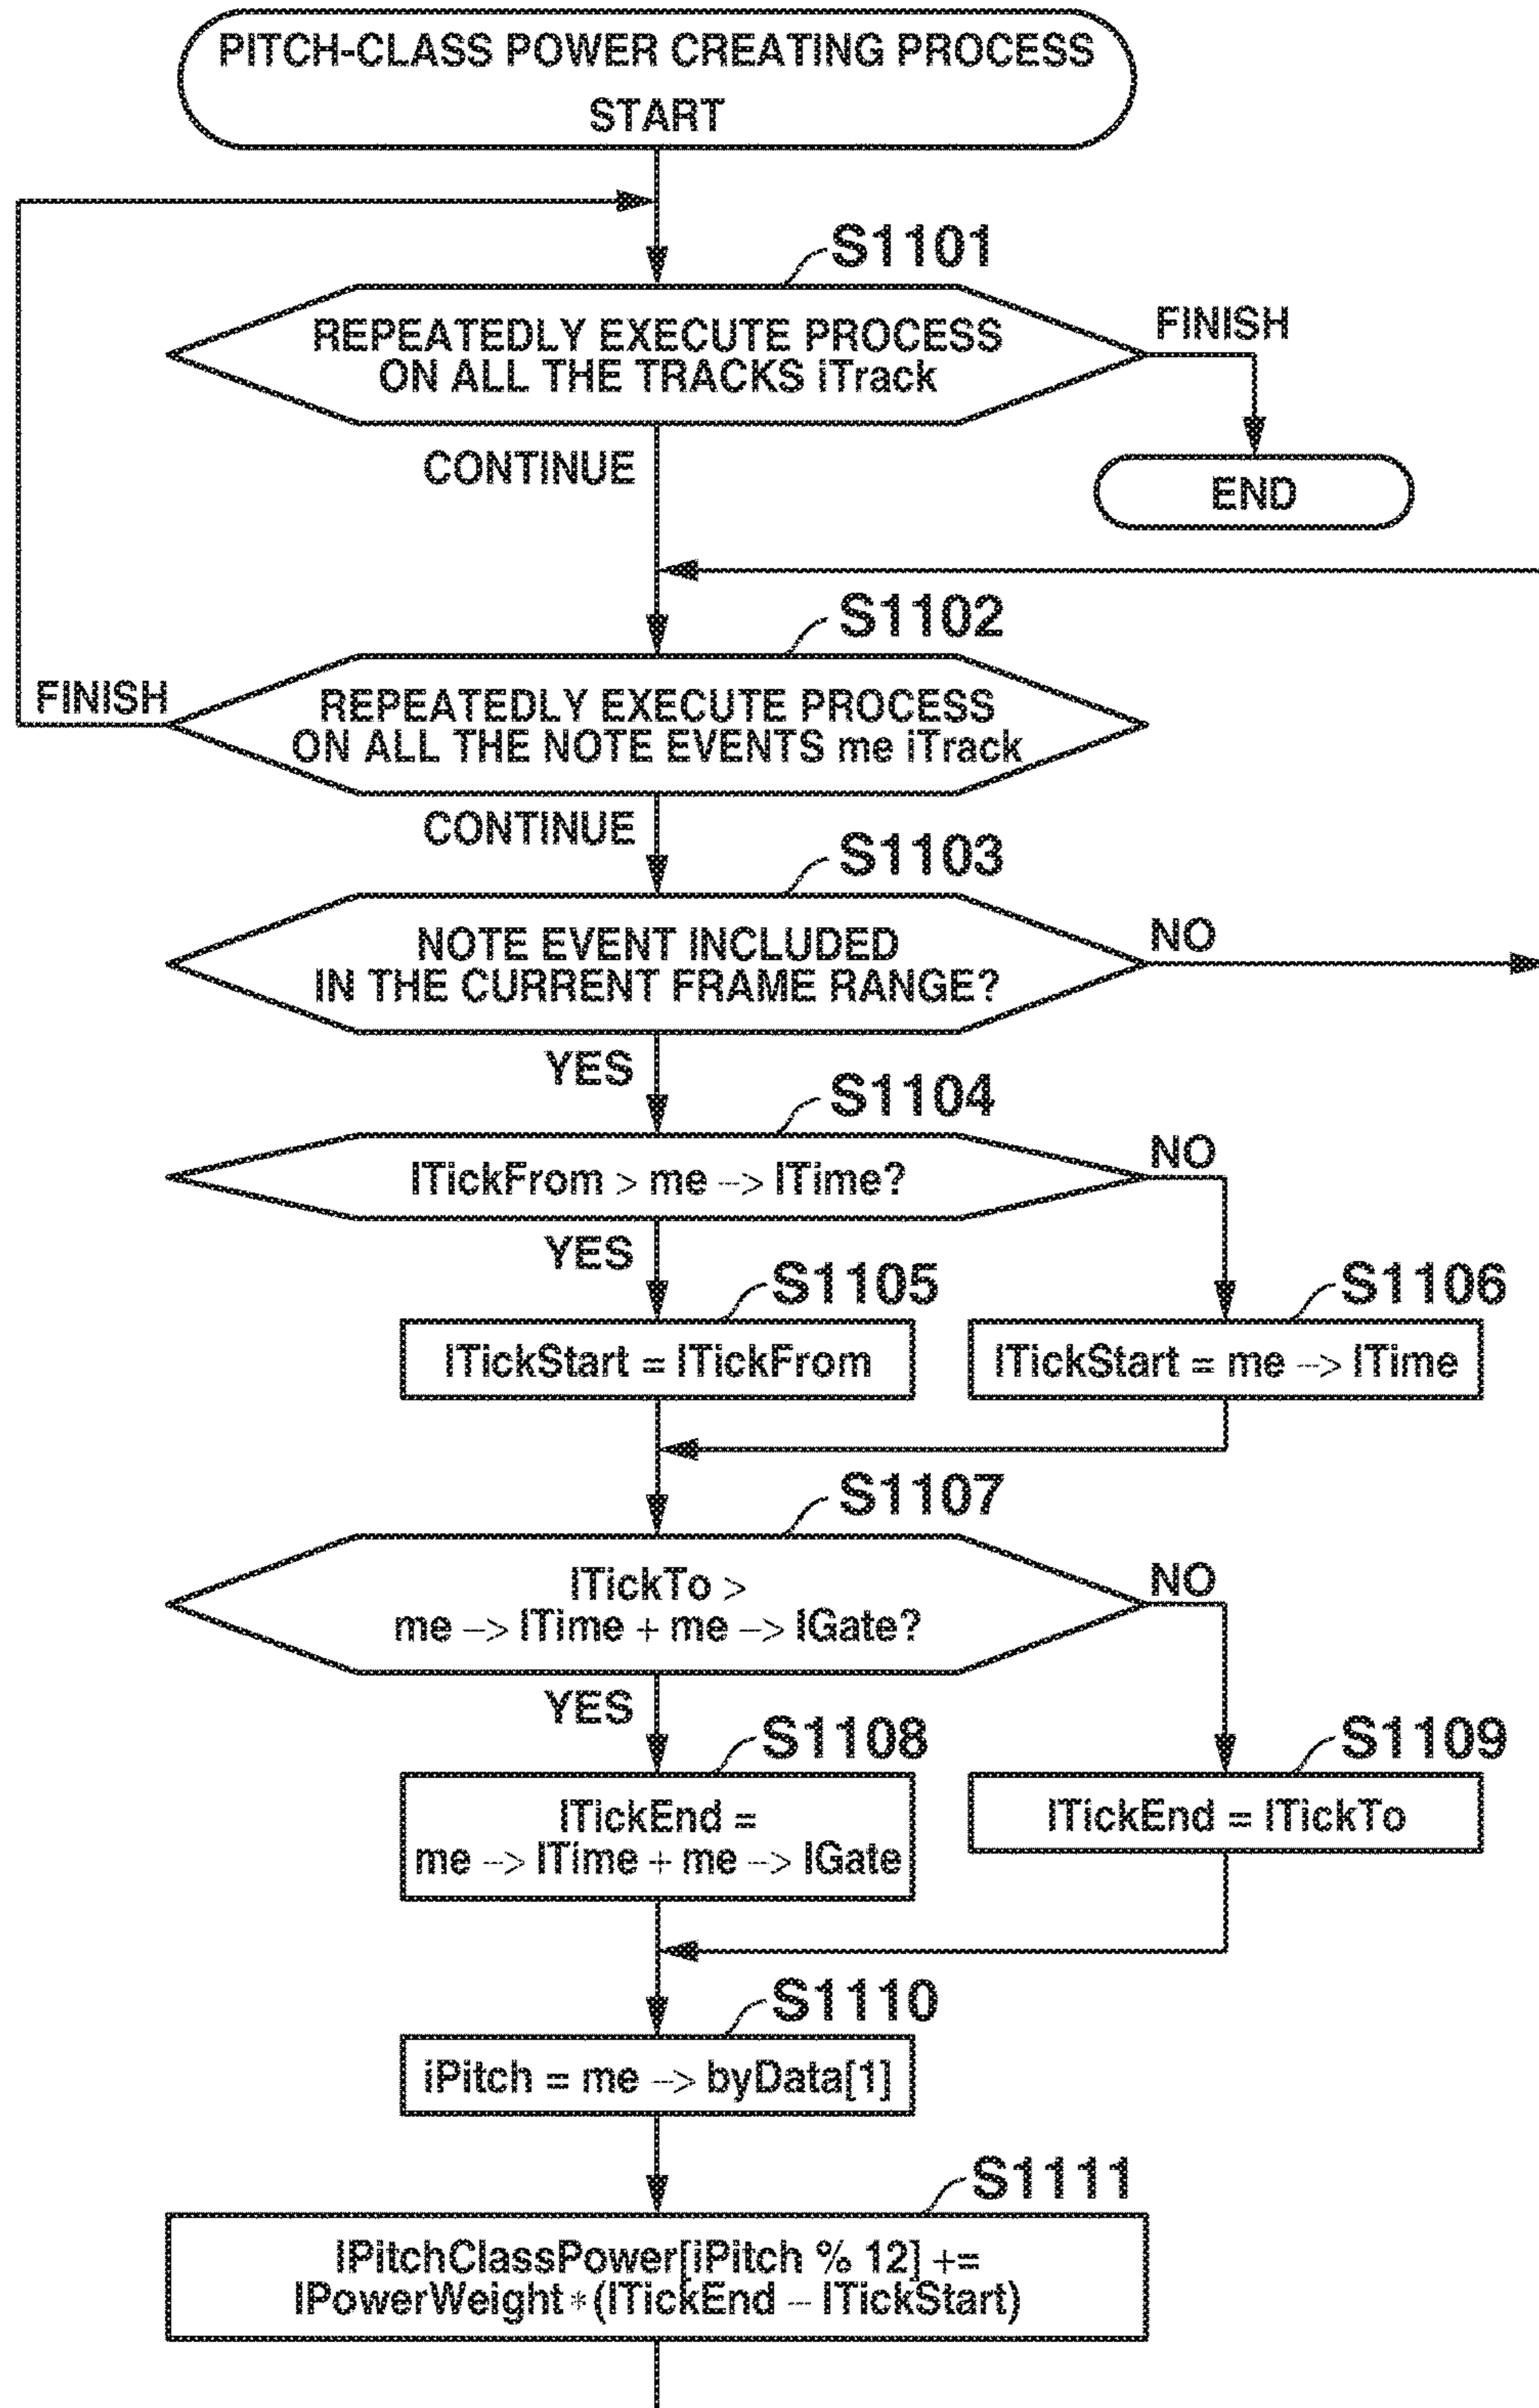 PITCH-CLASS POWER CREATING PROCESS
START
S1101
REPEATEDLY EXECUTE PROCESS
ON ALL THE TRACKS iTrack
FINISH
END
CONTINUE
S1102
REPEATEDLY EXECUTE PROCESS
ON ALL THE NOTE EVENTS me iTrack
FINISH
CONTINUE
S1103
NOTE EVENT INCLUDED
IN THE CURRENT FRAME RANGE?
NO
YES
S1104
lTickFrom > me --> lTime?
NO
YES
S1105
lTickStart = lTickFrom
S1106
lTickStart = me --> lTime
S1107
lTickTo >
me --> lTime + me --> lGate?
NO
YES
S1108
lTickEnd =
me --> lTime + me --> lGate
S1109
lTickEnd = lTickTo
S1110
iPitch = me --> byData[1]
S1111
lPitchClassPower[iPitch % 12] +=
lPowerWeight * (lTickEnd -- lTickStart)